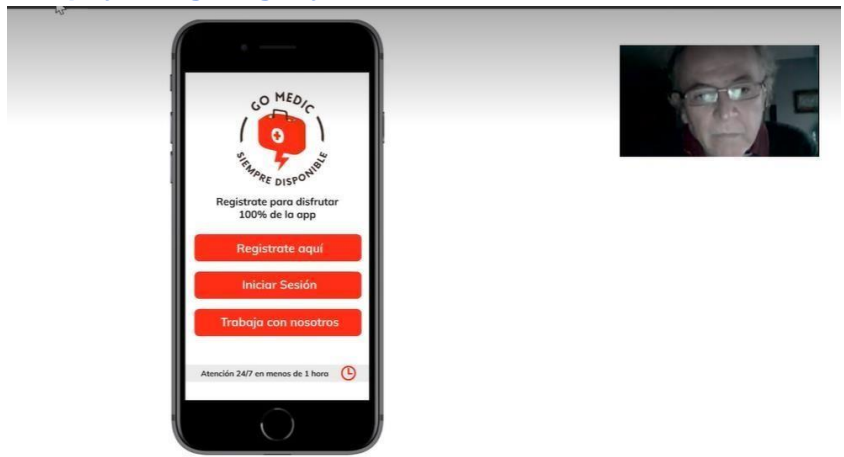 GO MEDIC
SIEMPRE DISPONIBLE
Registrate para disfrutar
100% de la app
Registrate aquí
Iniciar Sesión
Trabaja con nosotros
Atención 24/7 en menos de 1 hora